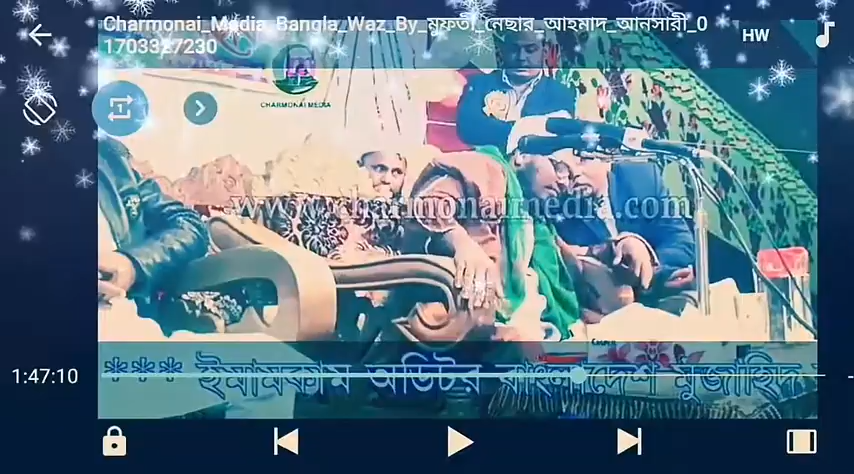 Charmonai_Media_Bangla_Waz_By_মুফতী_নেছার_আহমাদ_আনসারী_0
1703327230
HW
CHARMONAI MEDIA
www.charmonaimedia.com
1:47:10
*** ইমামকাম অডিটর বাংলাদেশ মুজাহিদ